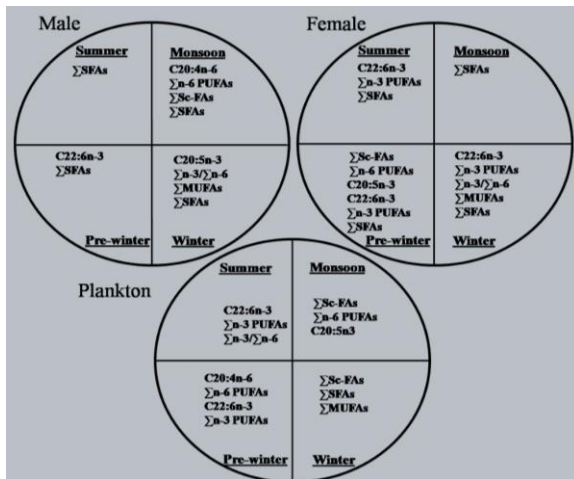 Male
Summer
∑SFAs
Monsoon
C20:4n-6
∑n-6 PUFAs
∑Sc-FAs
∑SFAs
C22:6n-3
∑SFAs
Pre-winter
C20:5n-3
∑n-3/∑n-6
∑MUFAs
∑SFAs
Winter
Female
Summer
C22:6n-3
∑n-3 PUFAs
∑SFAs
Monsoon
∑SFAs
∑Sc-FAs
∑n-6 PUFAs
C20:5n-3
C22:6n-3
∑n-3 PUFAs
∑SFAs
Pre-winter
C22:6n-3
∑n-3 PUFAs
∑n-3/∑n-6
∑MUFAs
∑SFAs
Winter
Plankton
Summer
C22:6n-3
∑n-3 PUFAs
∑n-3/∑n-6
Monsoon
∑Sc-FAs
∑n-6 PUFAs
C20:5n3
C20:4n-6
∑n-6 PUFAs
C22:6n-3
∑n-3 PUFAs
Pre-winter
∑Sc-FAs
∑SFAs
∑MUFAs
Winter